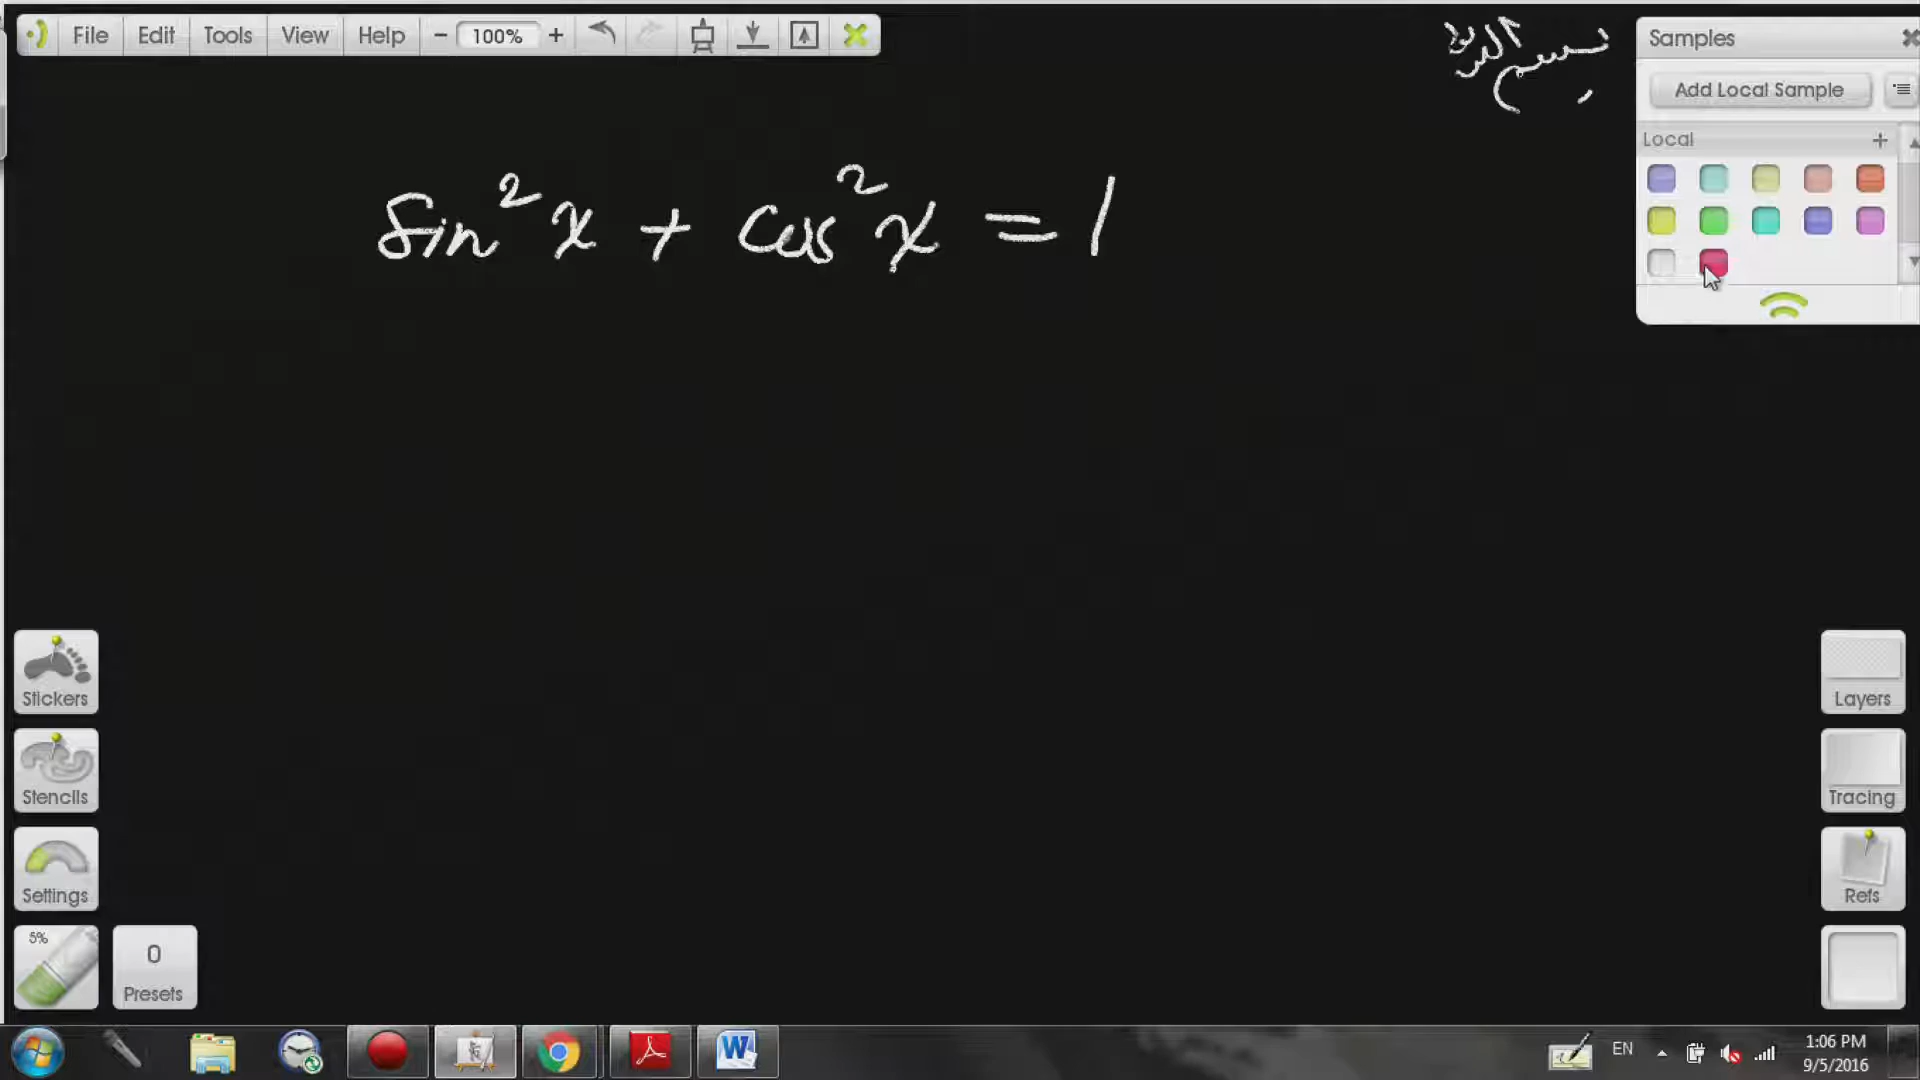 File Edit Tools View Help − 100% +
بسم الله
Samples
Add Local Sample
Local +
sin²x + cos²x = 1
Stickers
Stencils
Settings
5%
0
Presets
Layers
Tracing
Refs
EN
1:06 PM
9/5/2016